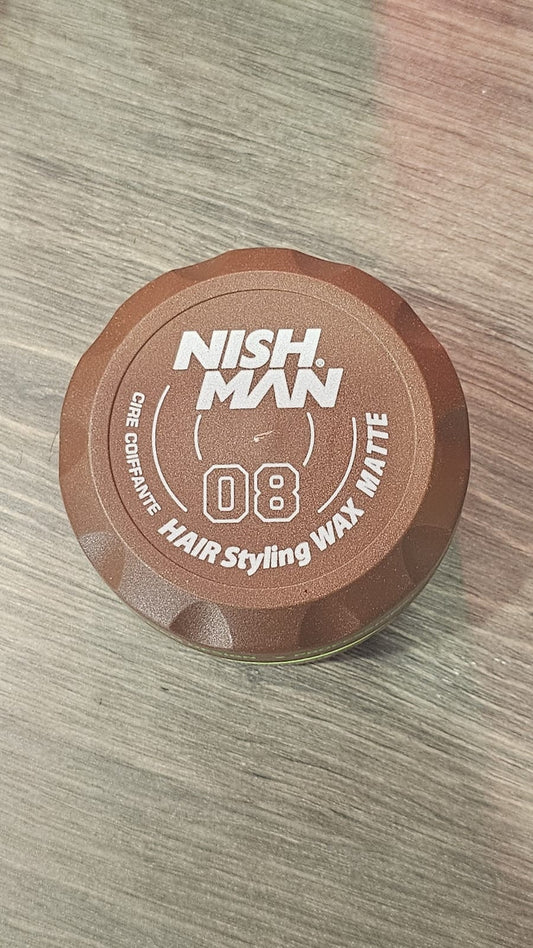 NISH.
MAN
08
CIRE COIFFANTE HAIR Styling WAX MATTE